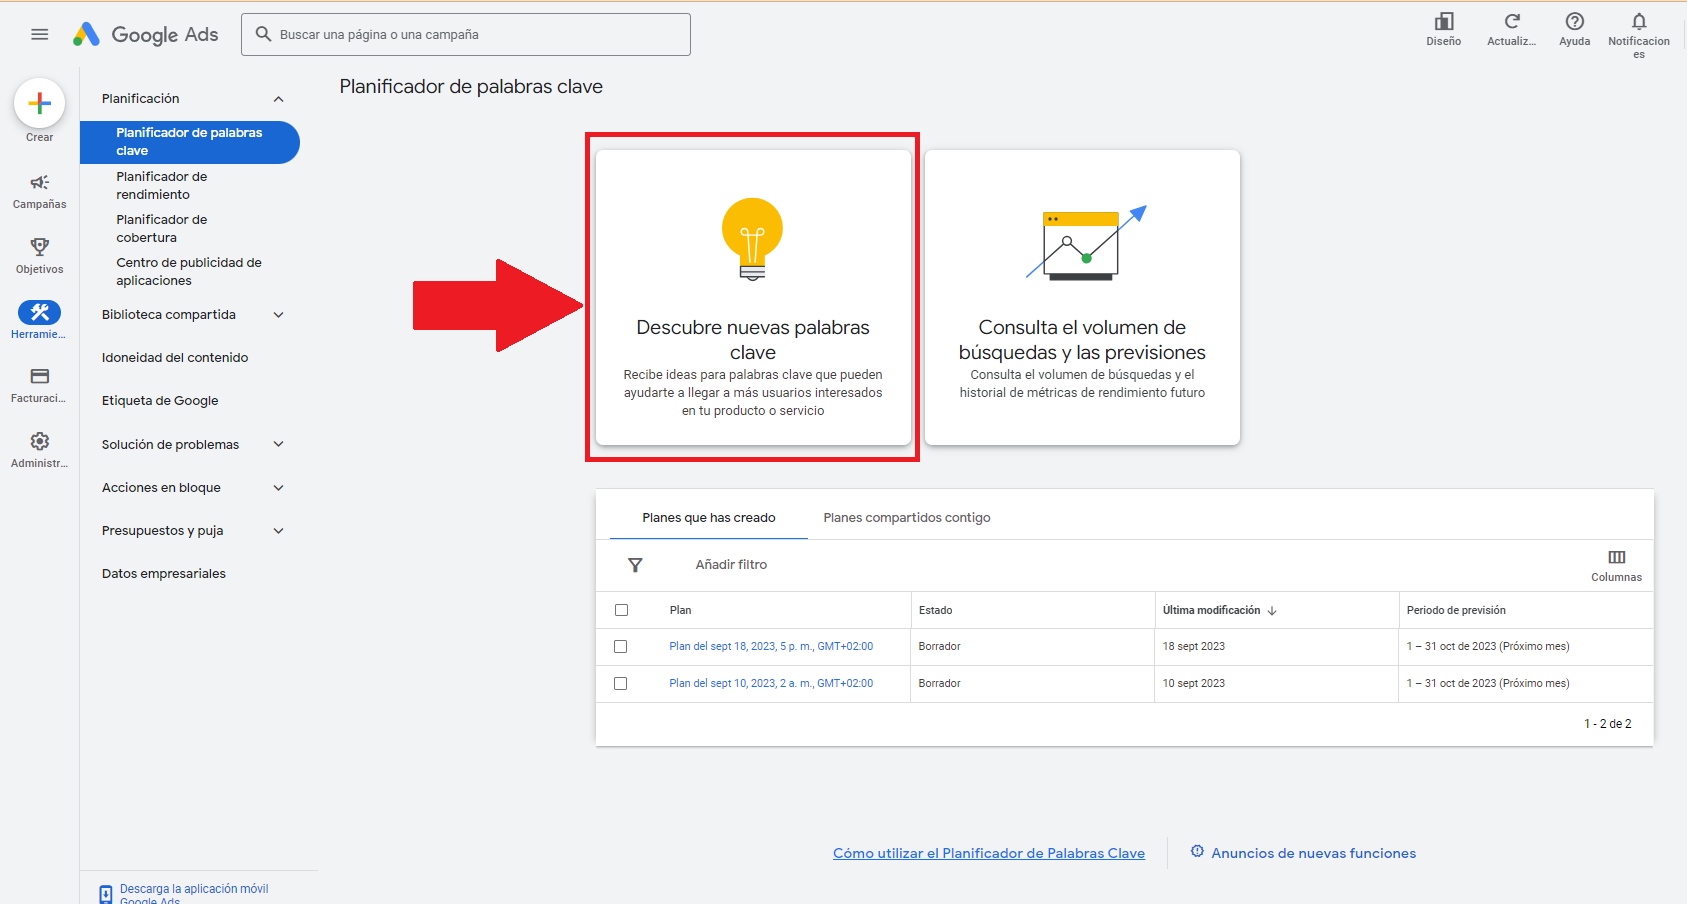 Google Ads
Buscar una página o una campaña
Diseño
Actualiz...
Ayuda
Notificacion
es
Crear
Campañas
Objetivos
Herramie...
Facturaci...
Administr...
Planificación
Planificador de palabras
clave
Planificador de
rendimiento
Planificador de
cobertura
Centro de publicidad de
aplicaciones
Biblioteca compartida
Idoneidad del contenido
Etiqueta de Google
Solución de problemas
Acciones en bloque
Presupuestos y puja
Datos empresariales
Descarga la aplicación móvil
Google Ads
Planificador de palabras clave
Descubre nuevas palabras
clave
Recibe ideas para palabras clave que pueden
ayudarte a llegar a más usuarios interesados
en tu producto o servicio
Consulta el volumen de
búsquedas y las previsiones
Consulta el volumen de búsquedas y el
historial de métricas de rendimiento futuro
Planes que has creado
Planes compartidos contigo
Añadir filtro
Columnas
Plan Estado Última modificación Periodo de previsión
Plan del sept 18, 2023, 5 p. m., GMT+02:00 Borrador 18 sept 2023 1 – 31 oct de 2023 (Próximo mes)
Plan del sept 10, 2023, 2 a. m., GMT+02:00 Borrador 10 sept 2023 1 – 31 oct de 2023 (Próximo mes)
1 - 2 de 2
Cómo utilizar el Planificador de Palabras Clave
Anuncios de nuevas funciones